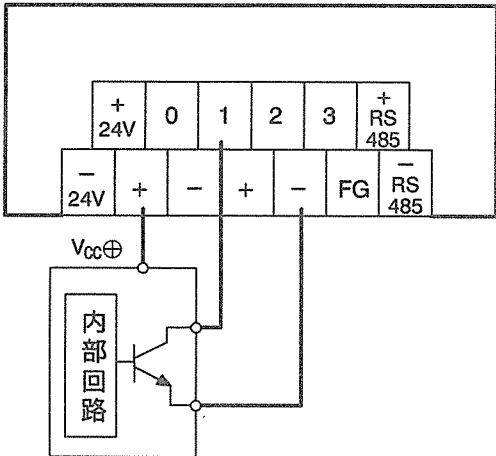 + 24V 0 1 2 3 + RS 485
− 24V + − + − FG − RS 485
Vcc⊕
内部回路